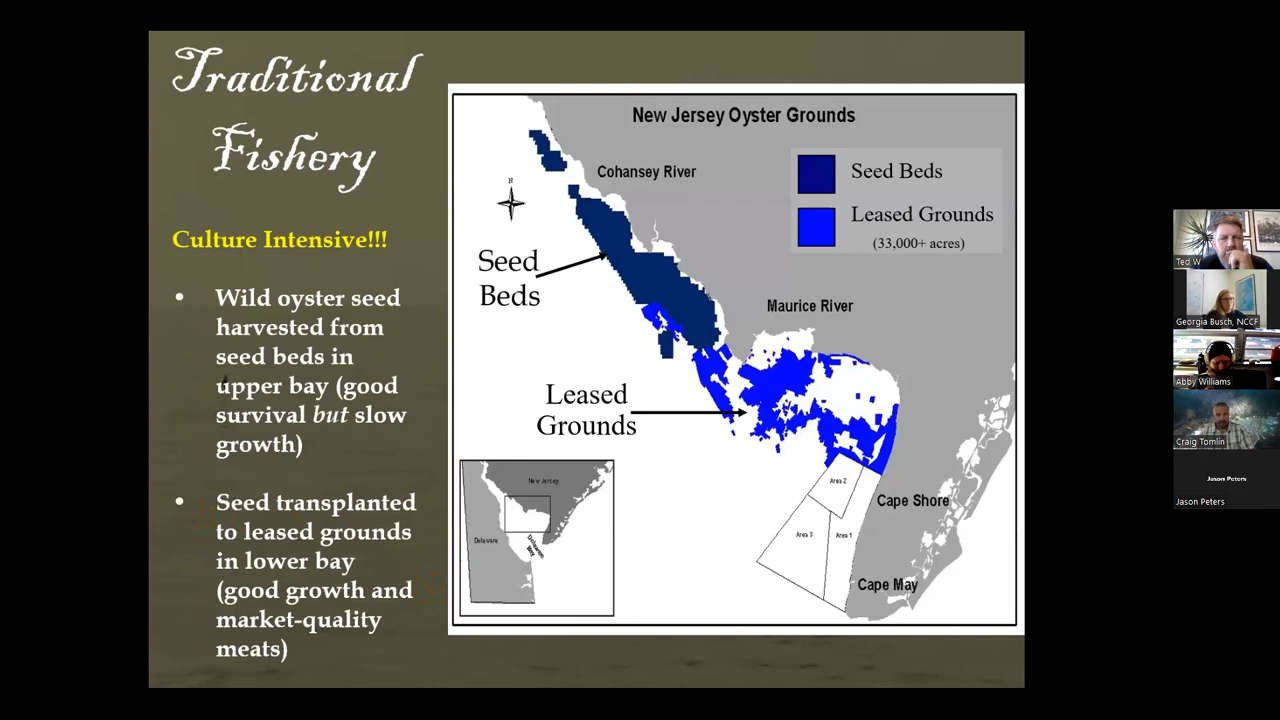 Traditional
Fishery
Culture Intensive!!!
• Wild oyster seed
harvested from
seed beds in
upper bay (good
survival but slow
growth)
• Seed transplanted
to leased grounds
in lower bay
(good growth and
market-quality
meats)
New Jersey Oyster Grounds
Cohansey River
N
Seed Beds
Leased Grounds
(33,000+ acres)
Seed
Beds
Maurice River
Leased
Grounds
Area 2
Area 3
Area 1
Cape Shore
Cape May
New Jersey
Delaware
Delaware
Bay
Ted W
Georgia Busch, NCCF
Abby Williams
Craig Tomlin
Jason Peters
Jason Peters